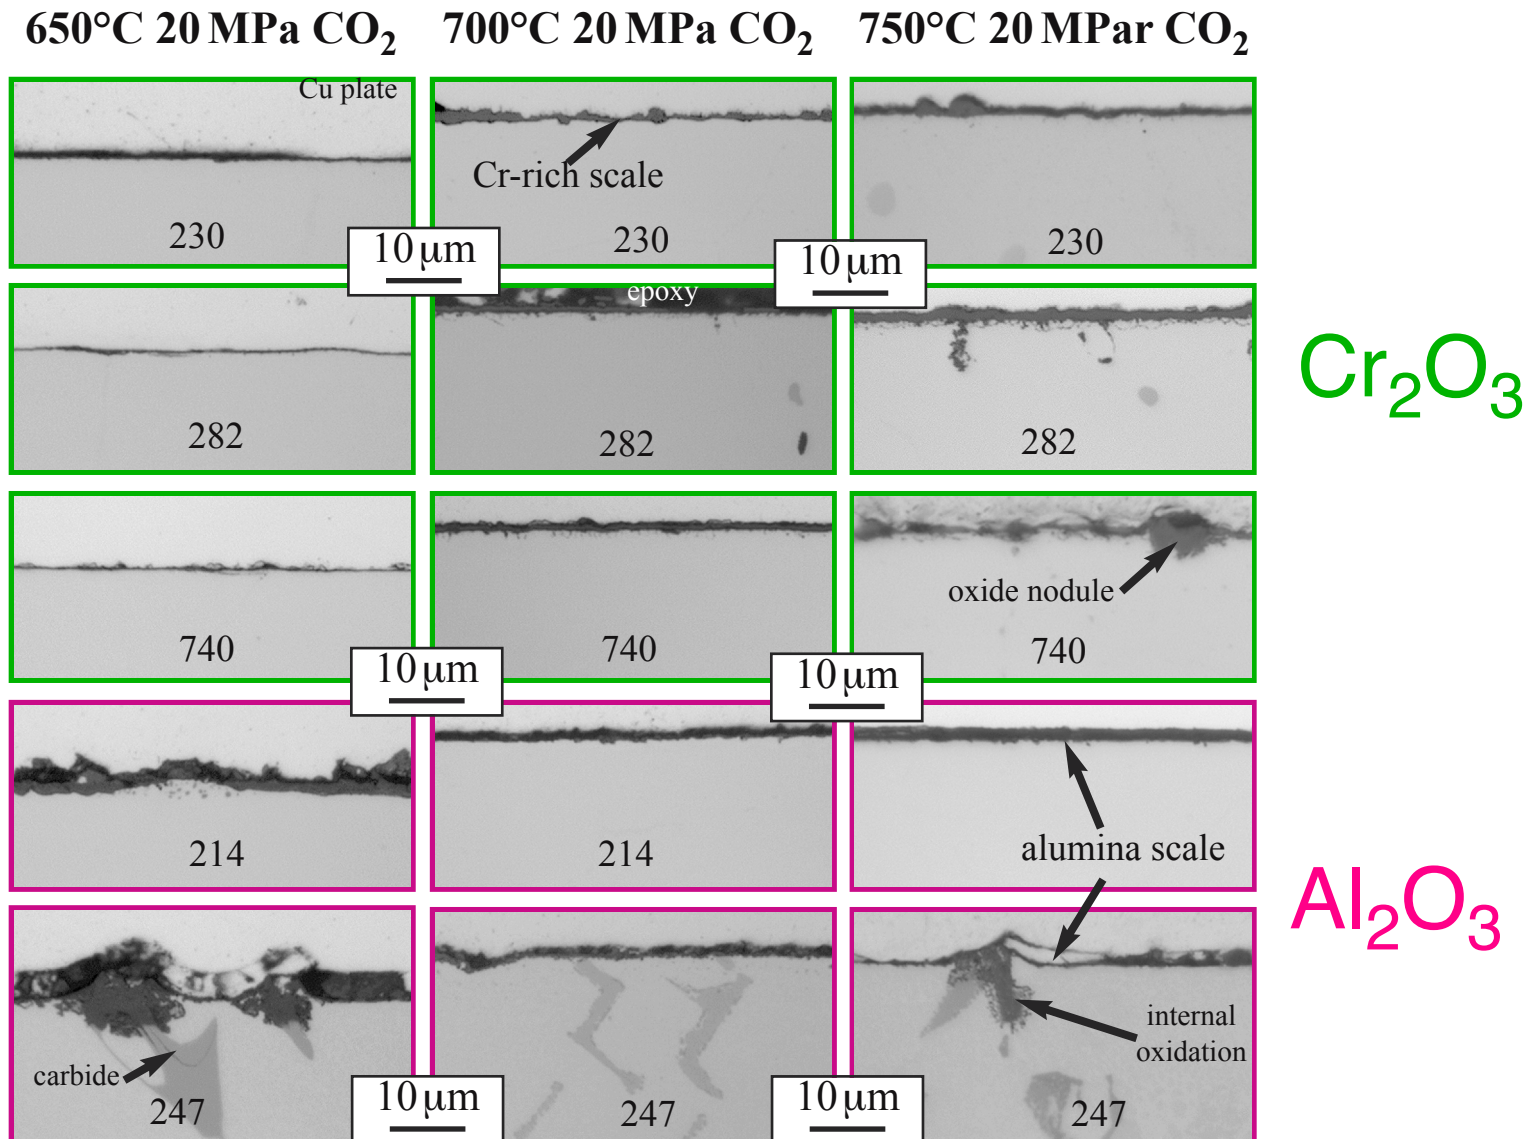 650°C 20 MPa CO₂
700°C 20 MPa CO₂
750°C 20 MPar CO₂
Cu plate
230
Cr-rich scale
230
230
10 μm
10 μm
282
epoxy
282
282
Cr₂O₃
740
740
oxide nodule
740
10 μm
10 μm
214
214
alumina scale
Al₂O₃
carbide
247
247
internal
oxidation
247
10 μm
10 μm